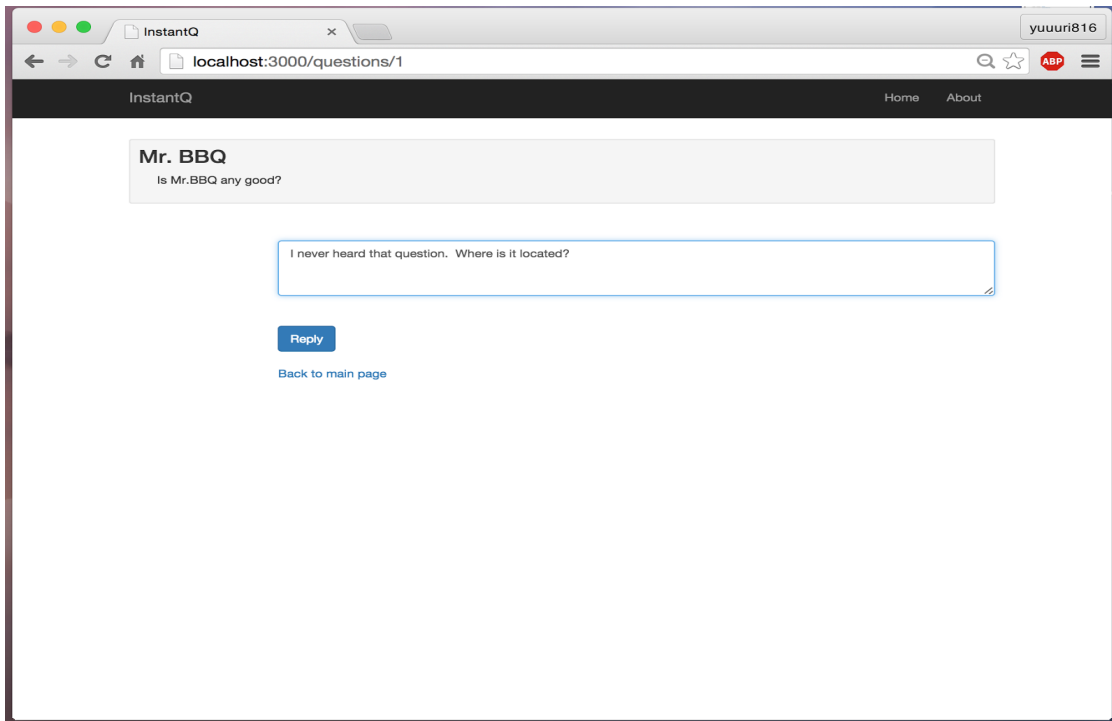 InstantQ
yuuuri816
localhost:3000/questions/1
ABP
InstantQ Home About
Mr. BBQ
Is Mr.BBQ any good?
I never heard that question.  Where is it located?
Reply
Back to main page